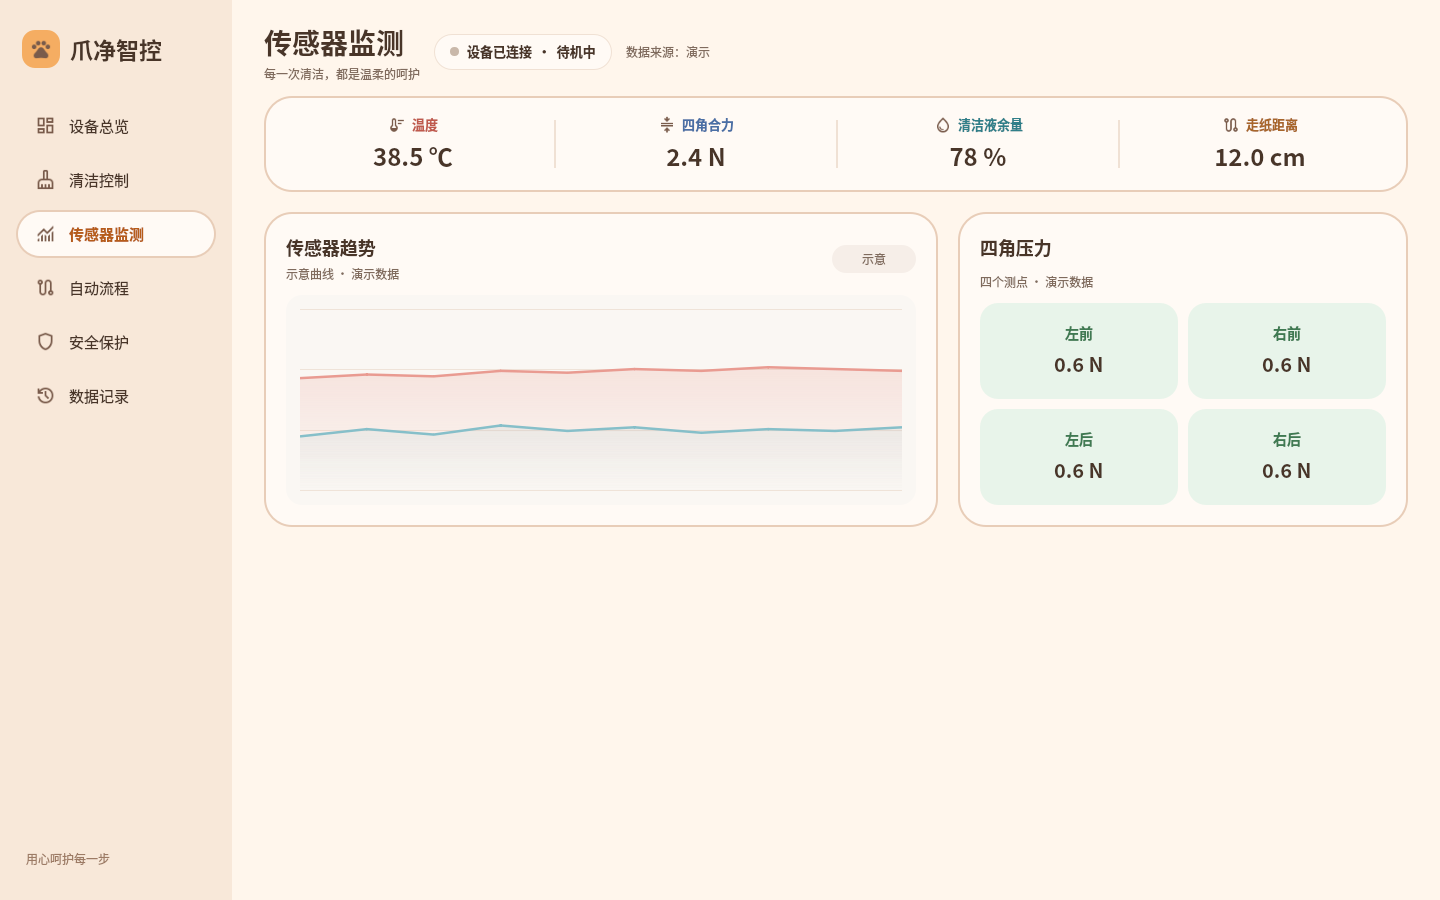 爪净智控
设备总览
清洁控制
传感器监测
自动流程
安全保护
数据记录
用心呵护每一步
传感器监测
每一次清洁，都是温柔的呵护
设备已连接 · 待机中
数据来源：演示
温度
38.5 ℃
四角合力
2.4 N
清洁液余量
78 %
走纸距离
12.0 cm
传感器趋势
示意曲线 · 演示数据
示意
四角压力
四个测点 · 演示数据
左前
0.6 N
右前
0.6 N
左后
0.6 N
右后
0.6 N